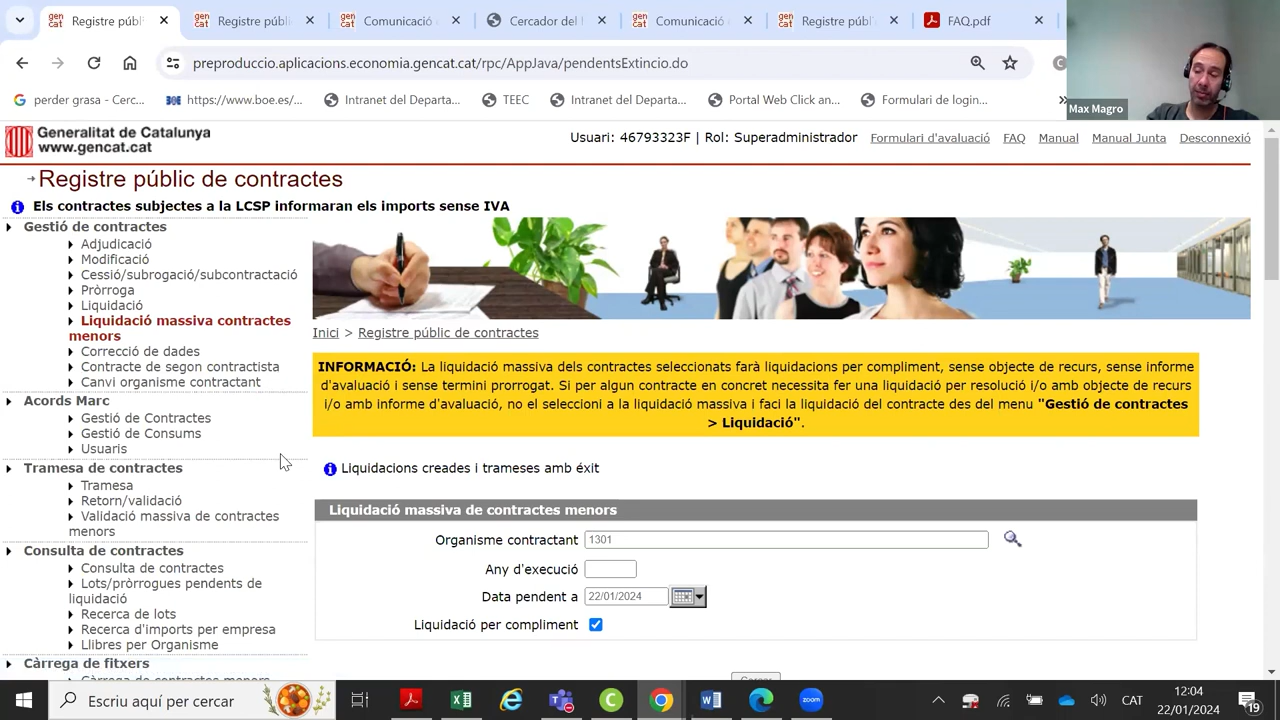 Registre públ
Registre públic
Comunicació
Cercador del
Comunicació
Registre públ
FAQ.pdf
preproduccio.aplicacions.economia.gencat.cat/rpc/AppJava/pendentsExtincio.do
perder grasa - Cerc...
https://www.boe.es/...
Intranet del Departa...
TEEC
Intranet del Departa...
Portal Web Click an...
Formulari de login...
Max Magro
Generalitat de Catalunya
www.gencat.cat
Usuari: 46793323F | Rol: Superadministrador
Formulari d'avaluació
FAQ
Manual
Manual Junta
Desconnexió
Registre públic de contractes
Els contractes subjectes a la LCSP informaran els imports sense IVA
Gestió de contractes
Adjudicació
Modificació
Cessió/subrogació/subcontractació
Pròrroga
Liquidació
Liquidació massiva contractes
menors
Correcció de dades
Contracte de segon contractista
Canvi organisme contractant
Acords Marc
Gestió de Contractes
Gestió de Consums
Usuaris
Tramesa de contractes
Tramesa
Retorn/validació
Validació massiva de contractes
menors
Consulta de contractes
Consulta de contractes
Lots/pròrrogues pendents de
liquidació
Recerca de lots
Recerca d'imports per empresa
Llibres per Organisme
Càrrega de fitxers
Càrrega de contractes menors
Inici > Registre públic de contractes
INFORMACIÓ: La liquidació massiva dels contractes seleccionats farà liquidacions per compliment, sense objecte de recurs, sense informe
d'avaluació i sense termini prorrogat. Si per algun contracte en concret necessita fer una liquidació per resolució i/o amb objecte de recurs
i/o amb informe d'avaluació, no el seleccioni a la liquidació massiva i faci la liquidació del contracte des del menu "Gestió de contractes
> Liquidació".
Liquidacions creades i trameses amb éxit
Liquidació massiva de contractes menors
Organisme contractant 1301
Any d'execució
Data pendent a 22/01/2024
Liquidació per compliment
Cercar
Escriu aquí per cercar
CAT
12:04
22/01/2024
19